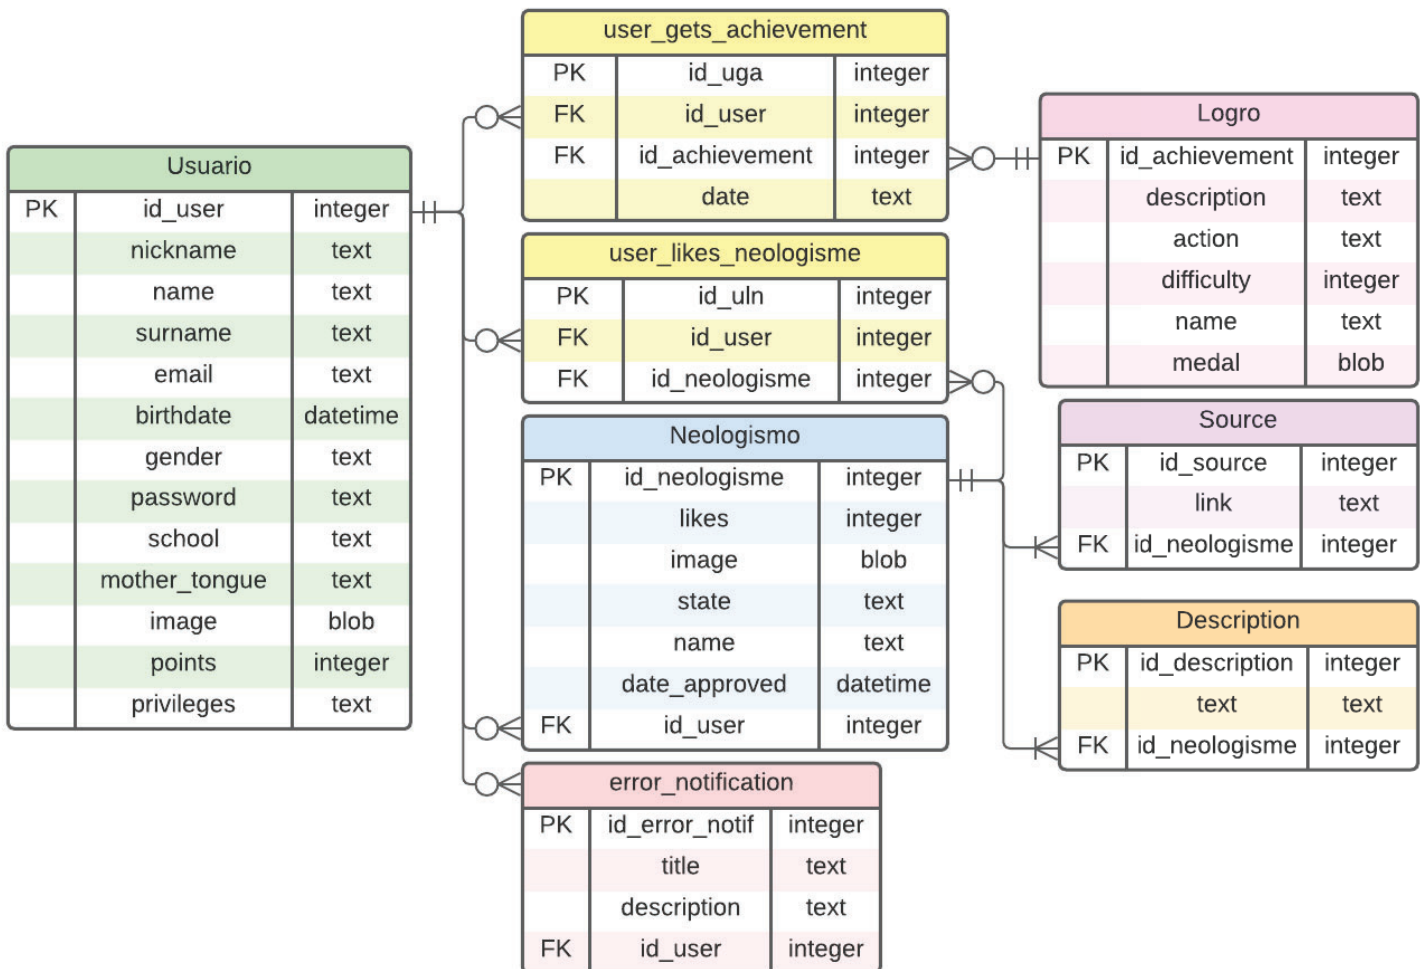 Usuario
PK id_user integer
nickname text
name text
surname text
email text
birthdate datetime
gender text
password text
school text
mother_tongue text
image blob
points integer
privileges text
user_gets_achievement
PK id_uga integer
FK id_user integer
FK id_achievement integer
date text
user_likes_neologisme
PK id_uln integer
FK id_user integer
FK id_neologisme integer
Neologismo
PK id_neologisme integer
likes integer
image blob
state text
name text
date_approved datetime
FK id_user integer
error_notification
PK id_error_notif integer
title text
description text
FK id_user integer
Logro
PK id_achievement integer
description text
action text
difficulty integer
name text
medal blob
Source
PK id_source integer
link text
FK id_neologisme integer
Description
PK id_description integer
text text
FK id_neologisme integer